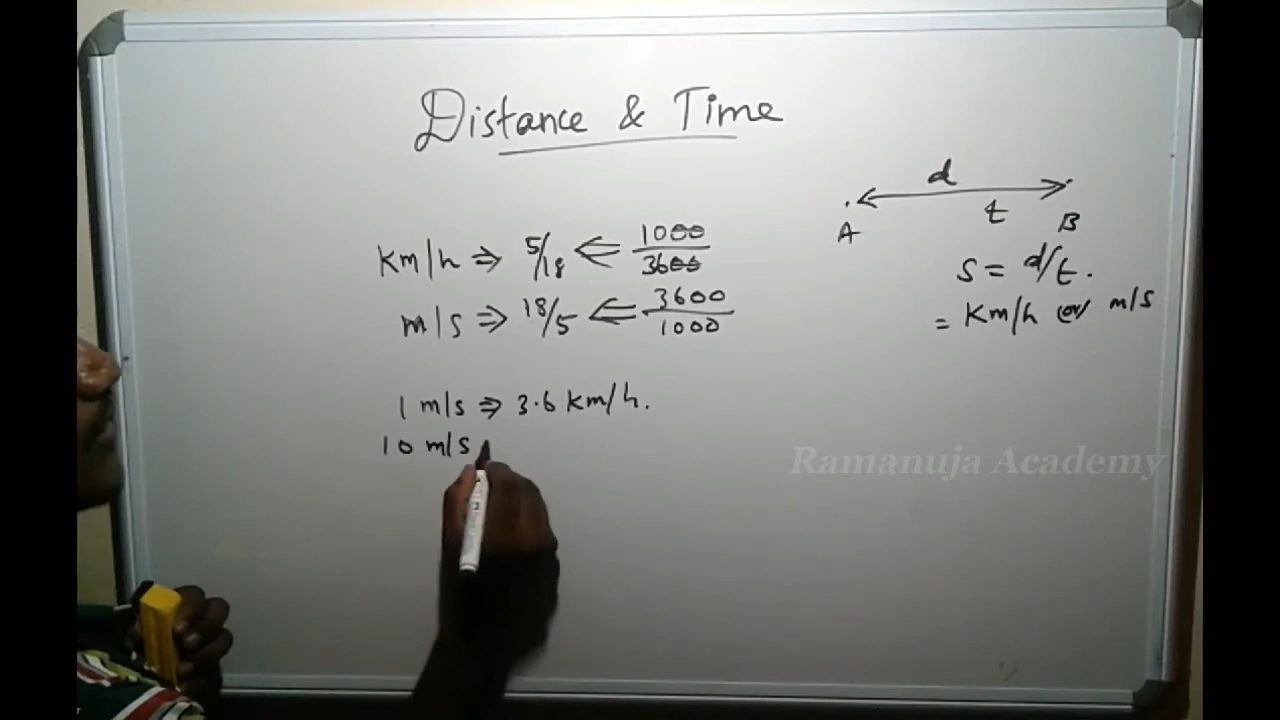 Distance & Time
km/h ⇒ 5/18 ⇐ 1000/3600
m/s ⇒ 18/5 ⇐ 3600/1000
1 m/s ⇒ 3.6 km/h.
10 m/s
d
t
A
B
S = d/t.
= Km/h (or) m/s
Ramanuja Academy